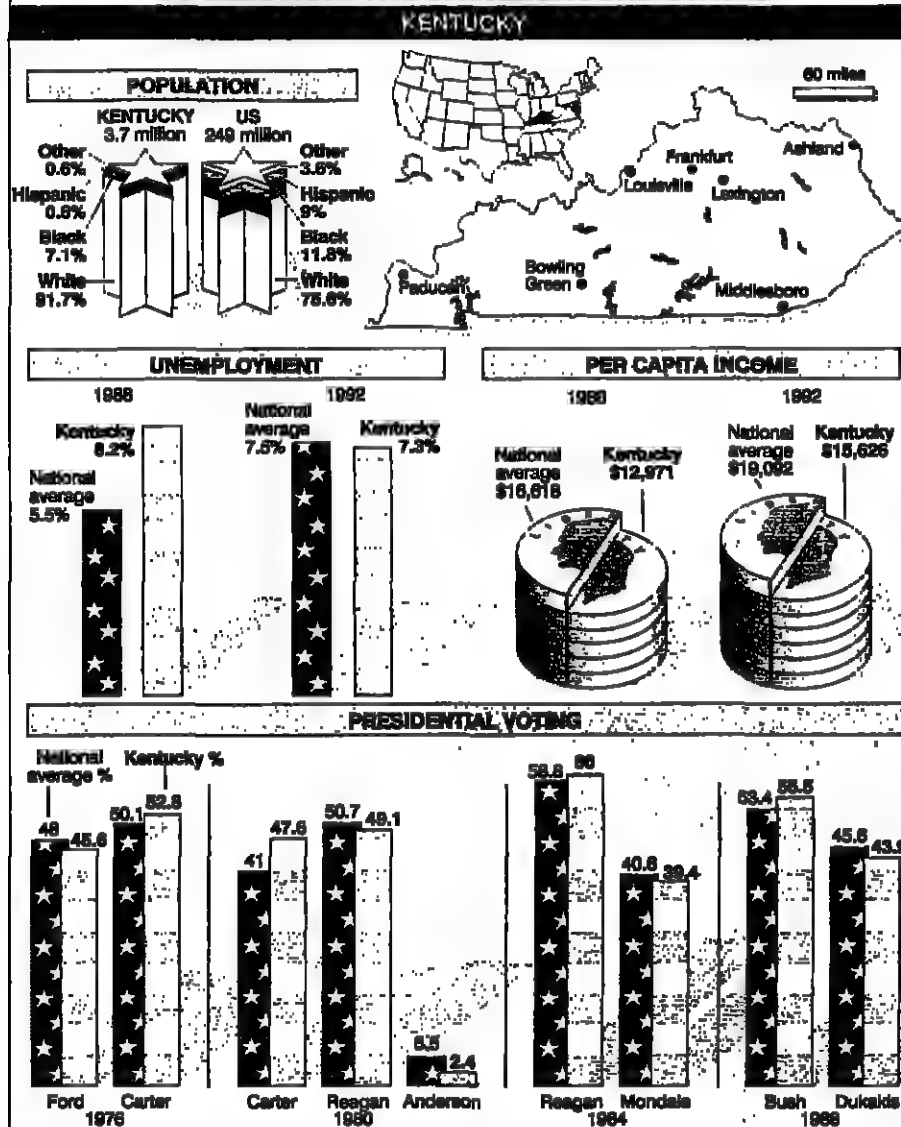 KENTUCKY
POPULATION
KENTUCKY
3.7 million
US
249 million
Other
0.6%
Hispanic
0.6%
Black
7.1%
White
91.7%
Other
3.6%
Hispanic
9%
Black
11.8%
White
75.6%
60 miles
Ashland
Frankfurt
Louisville
Lexington
Bowling
Green
Paducah
Middlesboro
UNEMPLOYMENT
1988
1992
Kentucky
8.2%
National
average
5.5%
National
average
7.5%
Kentucky
7.3%
PER CAPITA INCOME
1992
National
average
Kentucky
$12,971
National
average
$19,092
Kentucky
$15,626
PRESIDENTIAL VOTING
National
average %
Kentucky %
48
45.6
50.1
52.8
41
47.6
50.7
49.1
2.4
58.8
40.6
39.4
53.4
55.5
45.6
Ford
Carter
1976
Carter
Reagan
Anderson
1980
Reagan
Mondale
1984
Bush
Dukakis
1988